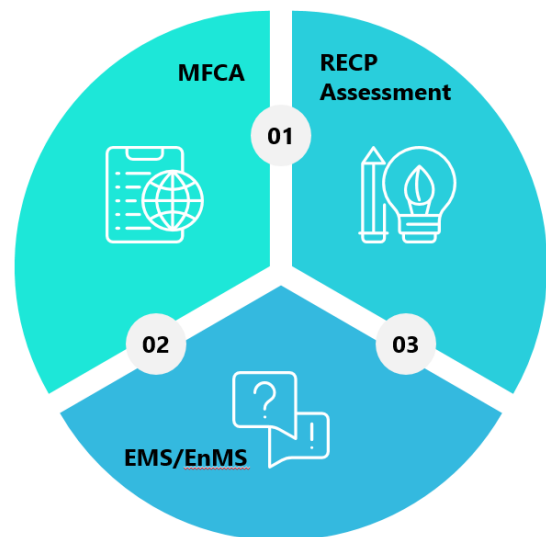 MFCA
RECP
Assessment
01
?
02
03
!
EMS/EnMS